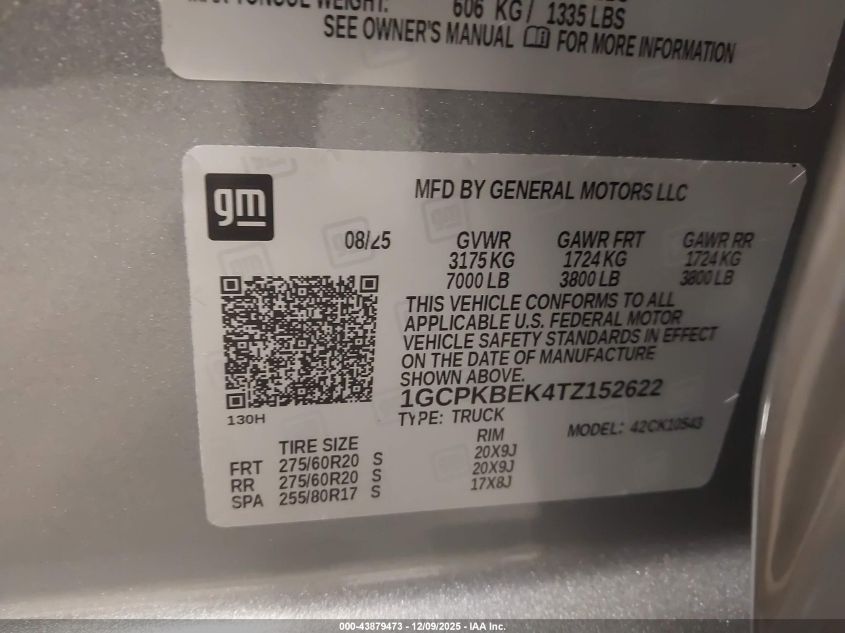 TONGUE WEIGHT: 606 KG / 1335 LBS
SEE OWNER'S MANUAL FOR MORE INFORMATION
gm
MFD BY GENERAL MOTORS LLC
08/25 GVWR GAWR FRT GAWR RR
3175 KG 1724 KG 1724 KG
7000 LB 3800 LB 3800 LB
THIS VEHICLE CONFORMS TO ALL
APPLICABLE U.S. FEDERAL MOTOR
VEHICLE SAFETY STANDARDS IN EFFECT
ON THE DATE OF MANUFACTURE
SHOWN ABOVE.
1GCPKBEK4TZ152622
130H
TYPE: TRUCK
MODEL: 42CK10543
TIRE SIZE RIM
FRT 275/60R20 S 20X9J
RR 275/60R20 S 20X9J
SPA 255/80R17 S 17X8J
000-43879473 - 12/09/2025 - IAA Inc.